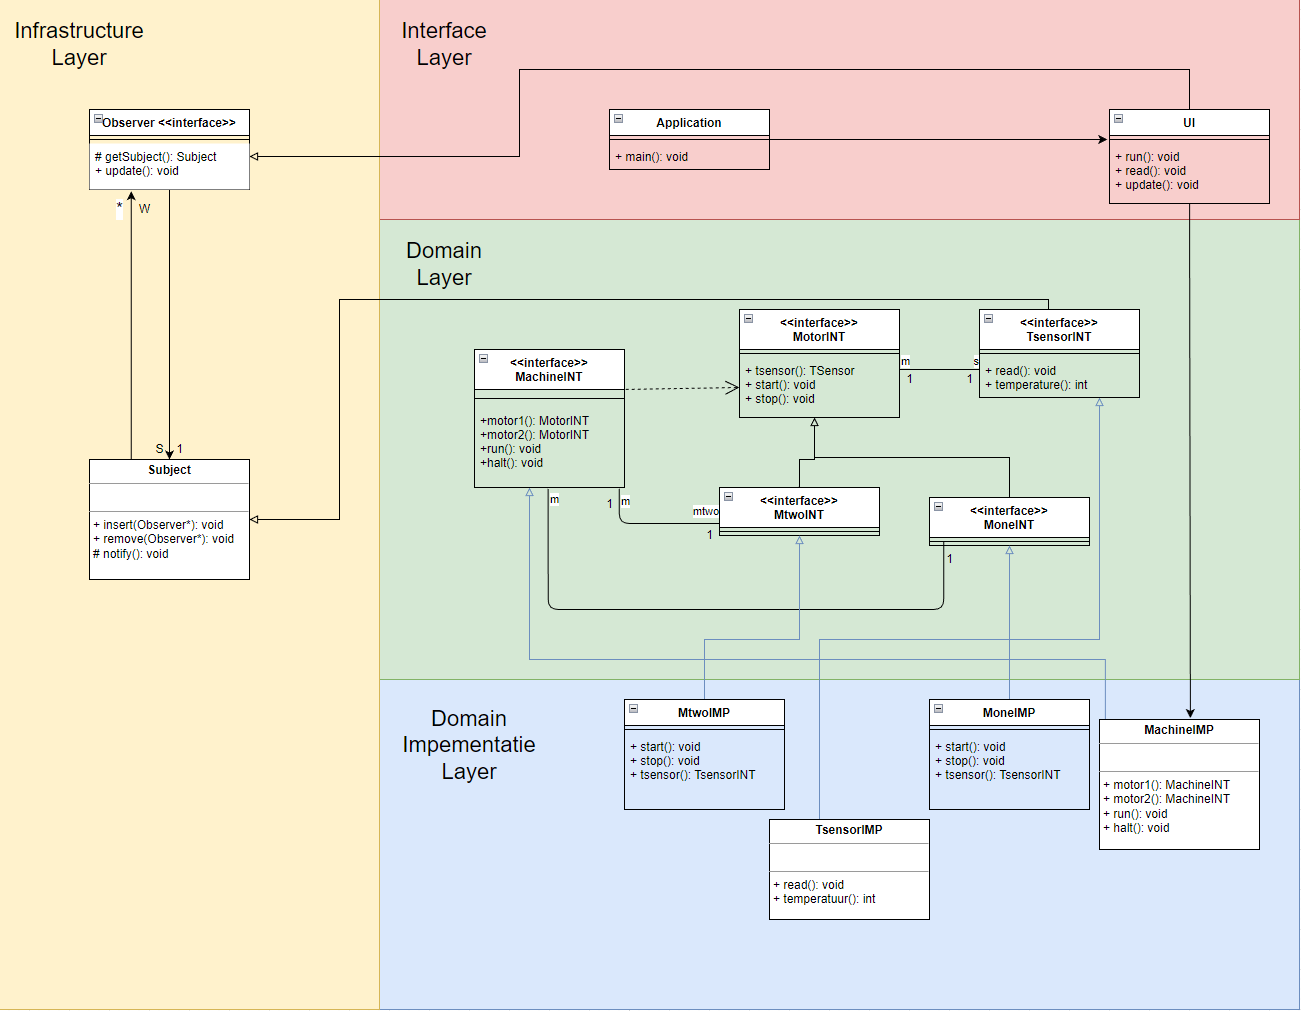 Infrastructure
Layer
Observer <<interface>>
# getSubject(): Subject
+ update(): void
*
W
S
1
Subject
+ insert(Observer*): void
+ remove(Observer*): void
# notify(): void
Interface
Layer
Application
+ main(): void
UI
+ run(): void
+ read(): void
+ update(): void
Domain
Layer
<<interface>>
MachineINT
+motor1(): MotorINT
+motor2(): MotorINT
+run(): void
+halt(): void
<<interface>>
MotorINT
+ tsensor(): TSensor
+ start(): void
+ stop(): void
m
1
s
1
<<interface>>
TsensorINT
+ read(): void
+ temperature(): int
m
1
m
mtwo
1
<<interface>>
MtwoINT
<<interface>>
MoneINT
1
Domain
Impementatie
Layer
MtwoIMP
+ start(): void
+ stop(): void
+ tsensor(): TsensorINT
MoneIMP
+ start(): void
+ stop(): void
+ tsensor(): TsensorINT
MachineIMP
+ motor1(): MachineINT
+ motor2(): MachineINT
+ run(): void
+ halt(): void
TsensorIMP
+ read(): void
+ temperatuur(): int